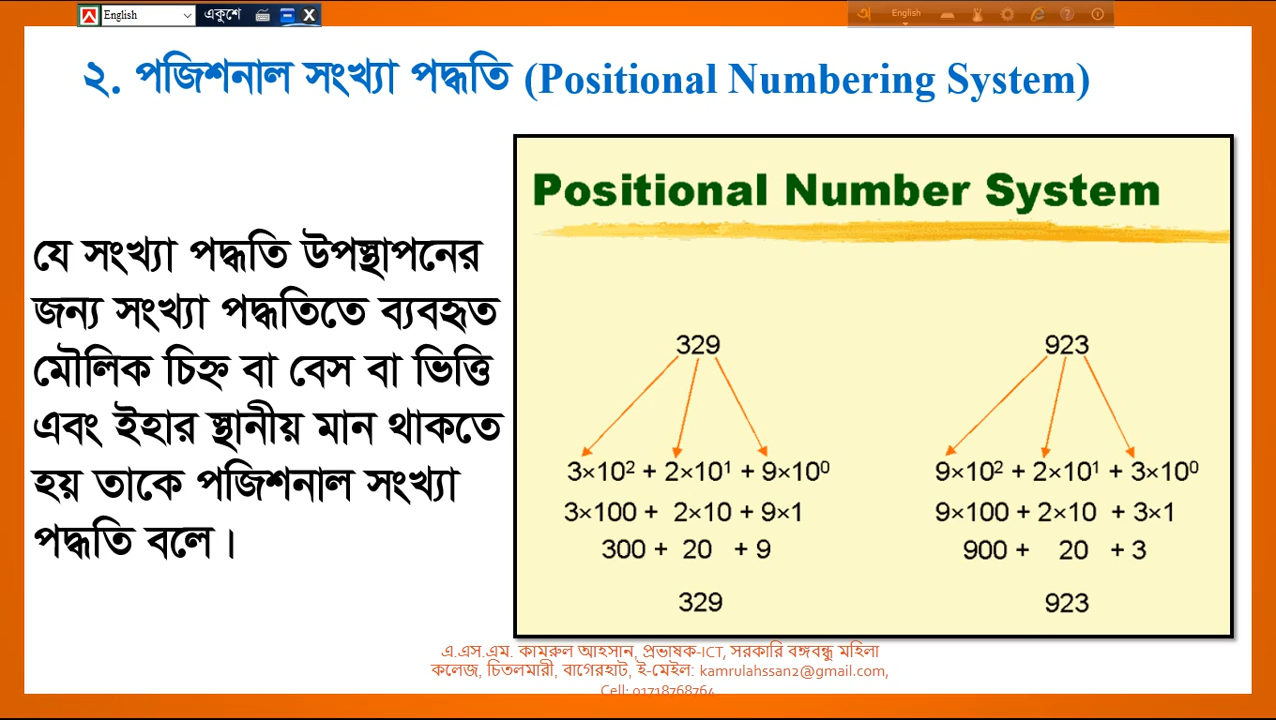 English
একুশে
X
English
২. পজিশনাল সংখ্যা পদ্ধতি (Positional Numbering System)
যে সংখ্যা পদ্ধতি উপস্থাপনের
জন্য সংখ্যা পদ্ধতিতে ব্যবহৃত
মৌলিক চিহ্ন বা বেস বা ভিত্তি
এবং ইহার স্থানীয় মান থাকতে
হয় তাকে পজিশনাল সংখ্যা
পদ্ধতি বলে।
Positional Number System
329
3×10² + 2×10¹ + 9×10⁰
3×100 + 2×10 + 9×1
300 + 20 + 9
329
923
9×10² + 2×10¹ + 3×10⁰
9×100 + 2×10 + 3×1
900 + 20 + 3
923
এ.এস.এম. কামরুল আহসান, প্রভাষক-ICT, সরকারি বঙ্গবন্ধু মহিলা
কলেজ, চিতলমারী, বাগেরহাট, ই-মেইল: kamrulahssan2@gmail.com,
Cell: 01718768764